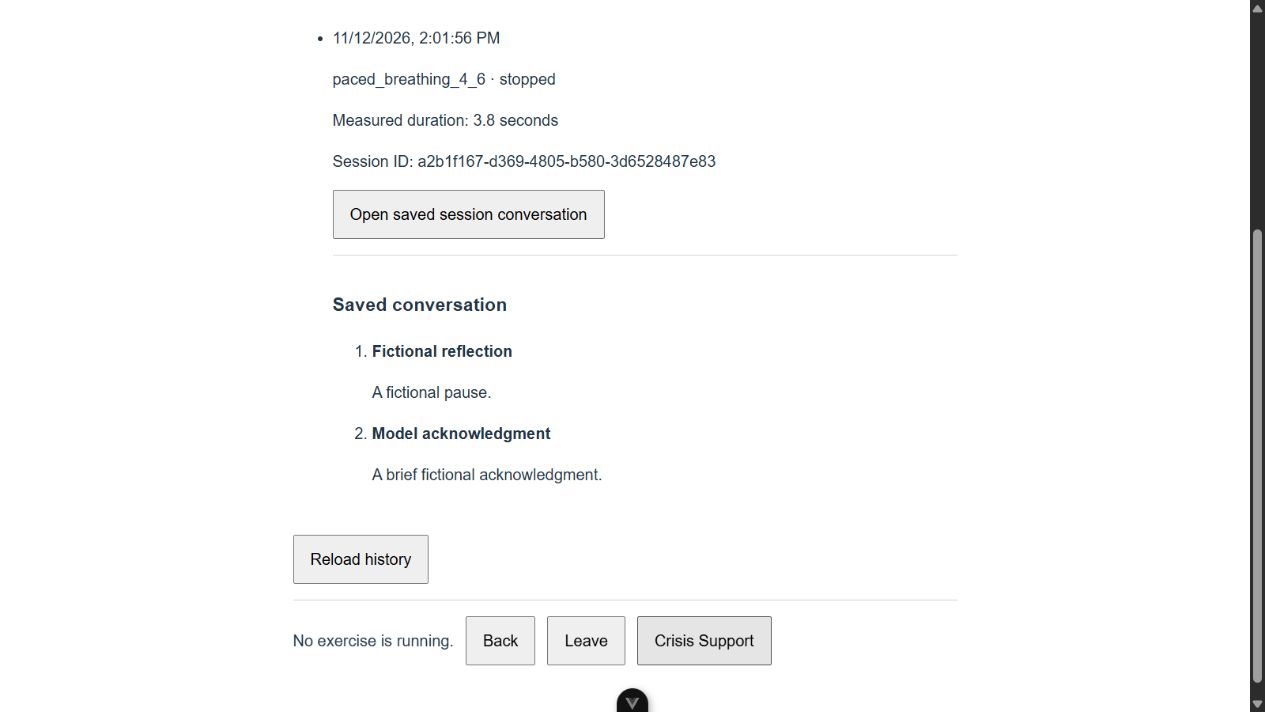 11/12/2026, 2:01:56 PM
paced_breathing_4_6 · stopped
Measured duration: 3.8 seconds
Session ID: a2b1f167-d369-4805-b580-3d6528487e83
Open saved session conversation
Saved conversation
1. Fictional reflection
A fictional pause.
2. Model acknowledgment
A brief fictional acknowledgment.
Reload history
No exercise is running. Back Leave Crisis Support